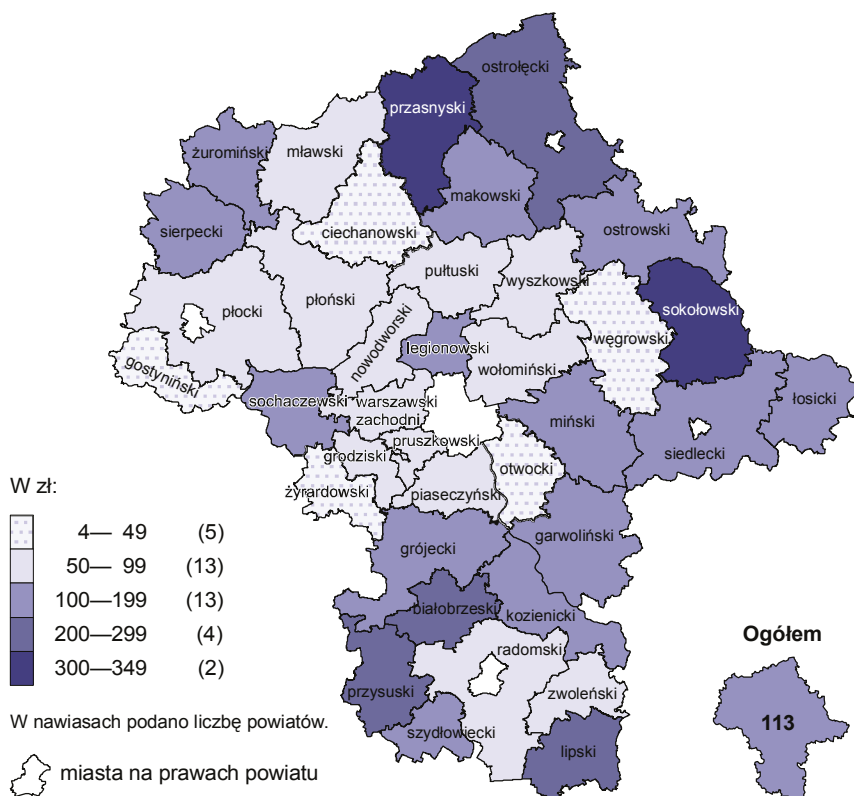 ostrołęcki
przasnyski
żuromiński
mławski
makowski
sierpecki
ciechanowski
ostrowski
pułtuski
wyszkowski
płocki
płoński
sokołowski
nowodworski
legionowski
węgrowski
gostyniński
wołomiński
sochaczewski
warszawski
zachodni
miński
łosicki
pruszkowski
siedlecki
grodziski
otwocki
żyrardowski
piaseczyński
garwoliński
grójecki
białobrzeski
kozienicki
radomski
przysuski
zwoleński
szydłowiecki
lipski
W zł:
4— 49 (5)
50— 99 (13)
100—199 (13)
200—299 (4)
300—349 (2)
W nawiasach podano liczbę powiatów.
miasta na prawach powiatu
Ogółem
113